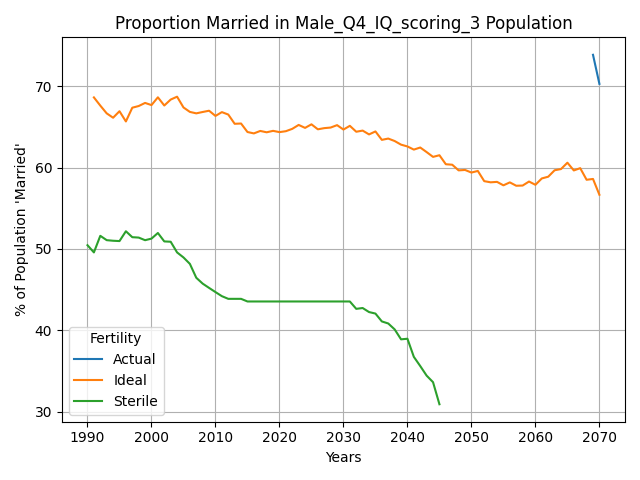 Proportion Married in Male_Q4_IQ_scoring_3 Population
% of Population 'Married'
70
60
50
40
30
Fertility
Actual
Ideal
Sterile
1990 2000 2010 2020 2030 2040 2050 2060 2070
Years